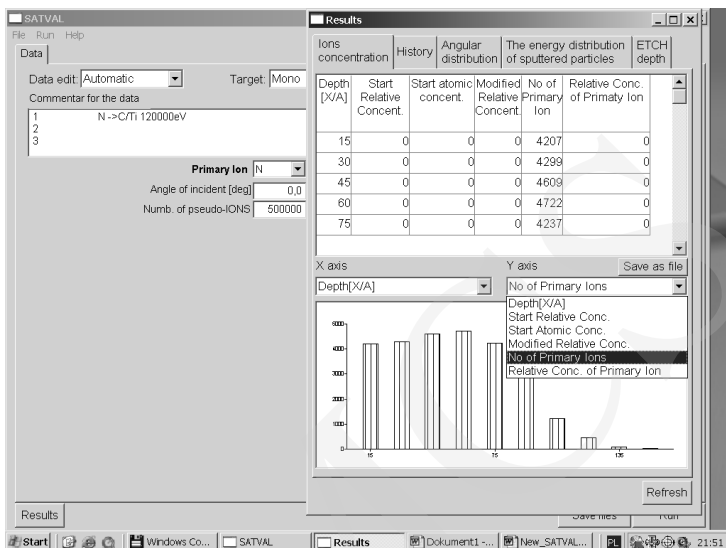 SATVAL
File Run Help
Data
Data edit: Automatic Target: Mono
Commentar for the data
1 N ->C/Ti 120000eV
2
3
Primary Ion N
Angle of incident [deg] 0,0
Numb. of pseudo-IONS 500000
Results
Ions concentration History Angular distribution The energy distribution of sputtered particles ETCH depth
Depth [X/A] Start Relative Concent. Start atomic concent. Modified Relative Concent. No of Primary Ion Relative Conc. of Primaty Ion
15 0 0 0 4207 0
30 0 0 0 4299 0
45 0 0 0 4609 0
60 0 0 0 4722 0
75 0 0 0 4237 0
X axis Y axis Save as file
Depth[X/A] No of Primary Ions
Depth[X/A]
Start Relative Conc.
Start Atomic Conc.
Modified Relative Conc.
No of Primary Ions
Relative Conc. of Primary Ion
5000
4000
3000
2000
1000
0
15 75 135
Refresh
Results Save files Run
Start Windows Co... SATVAL Results Dokument1 -... New_SATVAL... PL 21:51